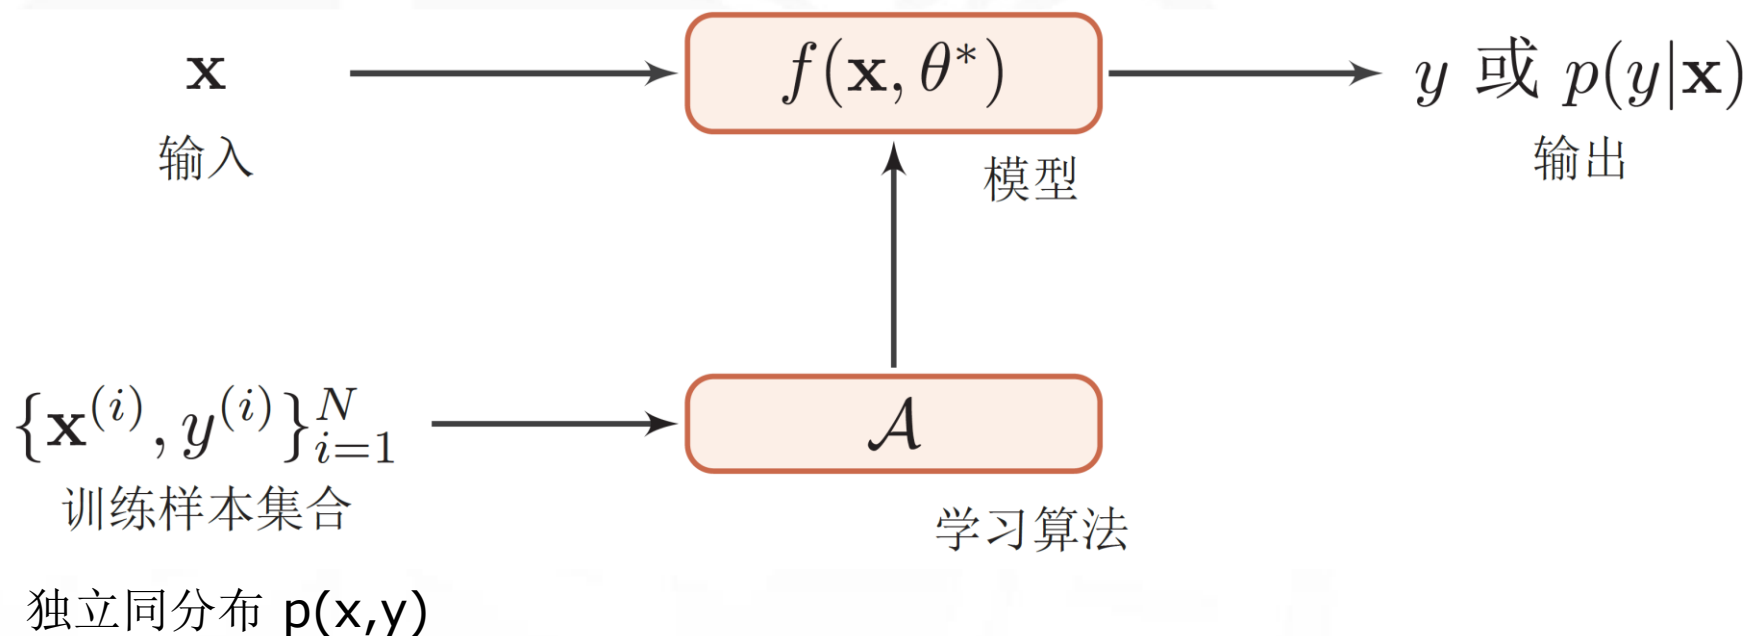 x
f(x, θ*)
y 或 p(y|x)
输入
模型
输出
{x^(i), y^(i)}_{i=1}^N
A
训练样本集合
学习算法
独立同分布 p(x,y)